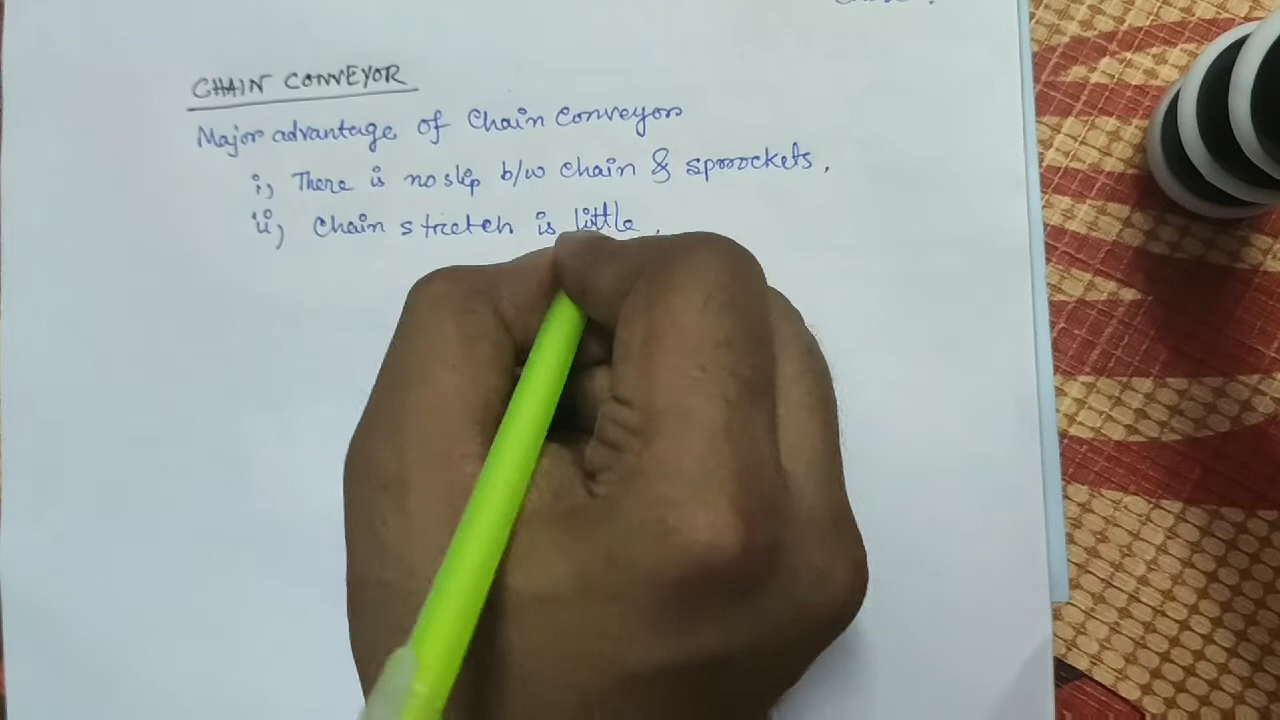 CHAIN CONVEYOR
Major advantage of Chain Conveyor
i, There is no slip b/w chain & sprockets.
ii, Chain stretch is little.